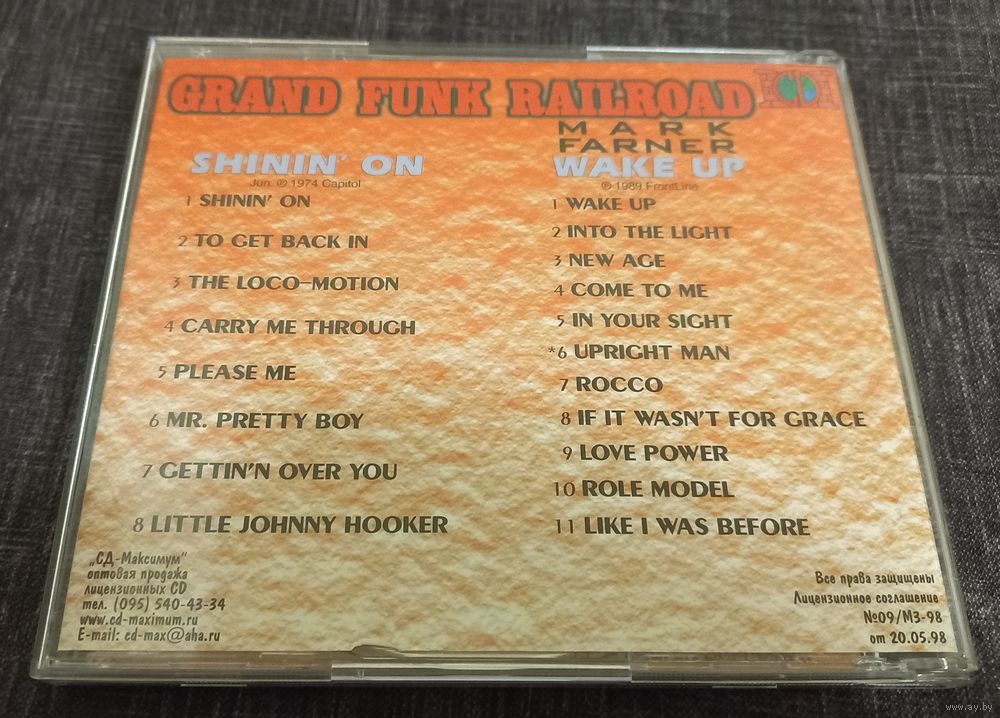 GRAND FUNK RAILROAD
CD
SHININ' ON
Jun. ℗ 1974 Capitol
1 SHININ' ON
2 TO GET BACK IN
3 THE LOCO-MOTION
4 CARRY ME THROUGH
5 PLEASE ME
6 MR. PRETTY BOY
7 GETTIN'N OVER YOU
8 LITTLE JOHNNY HOOKER
MARK
FARNER
WAKE UP
℗ 1989 FrontLine
1 WAKE UP
2 INTO THE LIGHT
3 NEW AGE
4 COME TO ME
5 IN YOUR SIGHT
*6 UPRIGHT MAN
7 ROCCO
8 IF IT WASN'T FOR GRACE
9 LOVE POWER
10 ROLE MODEL
11 LIKE I WAS BEFORE
„СД-Максимум"
оптовая продажа
лицензионных CD
тел. (095) 540-43-34
www.cd-maximum.ru
E-mail: cd-max@aha.ru
Все права защищены
Лицензионное соглашение
№09/МЗ-98
от 20.05.98
www.ay.by